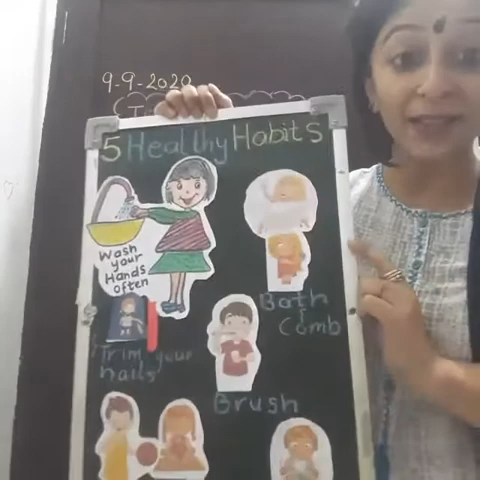 9-9-2020
5 Healthy Habits
Wash
your
Hands
often
Bath
&
Comb
Trim your
nails
Brush